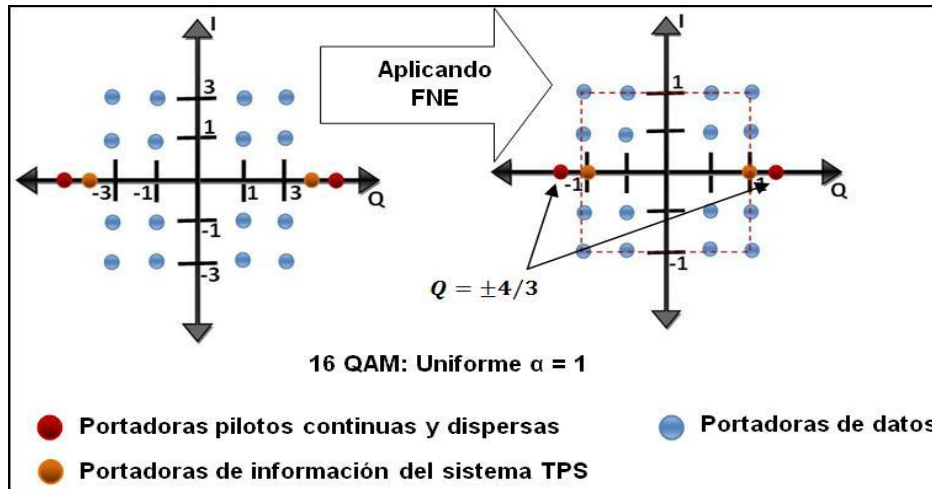 I
I
3
1
-3
-1
1
3
Q
-1
-3
Aplicando
FNE
1
-1
1
Q
-1
Q = ±4/3
16 QAM: Uniforme α = 1
Portadoras pilotos continuas y dispersas
Portadoras de datos
Portadoras de información del sistema TPS